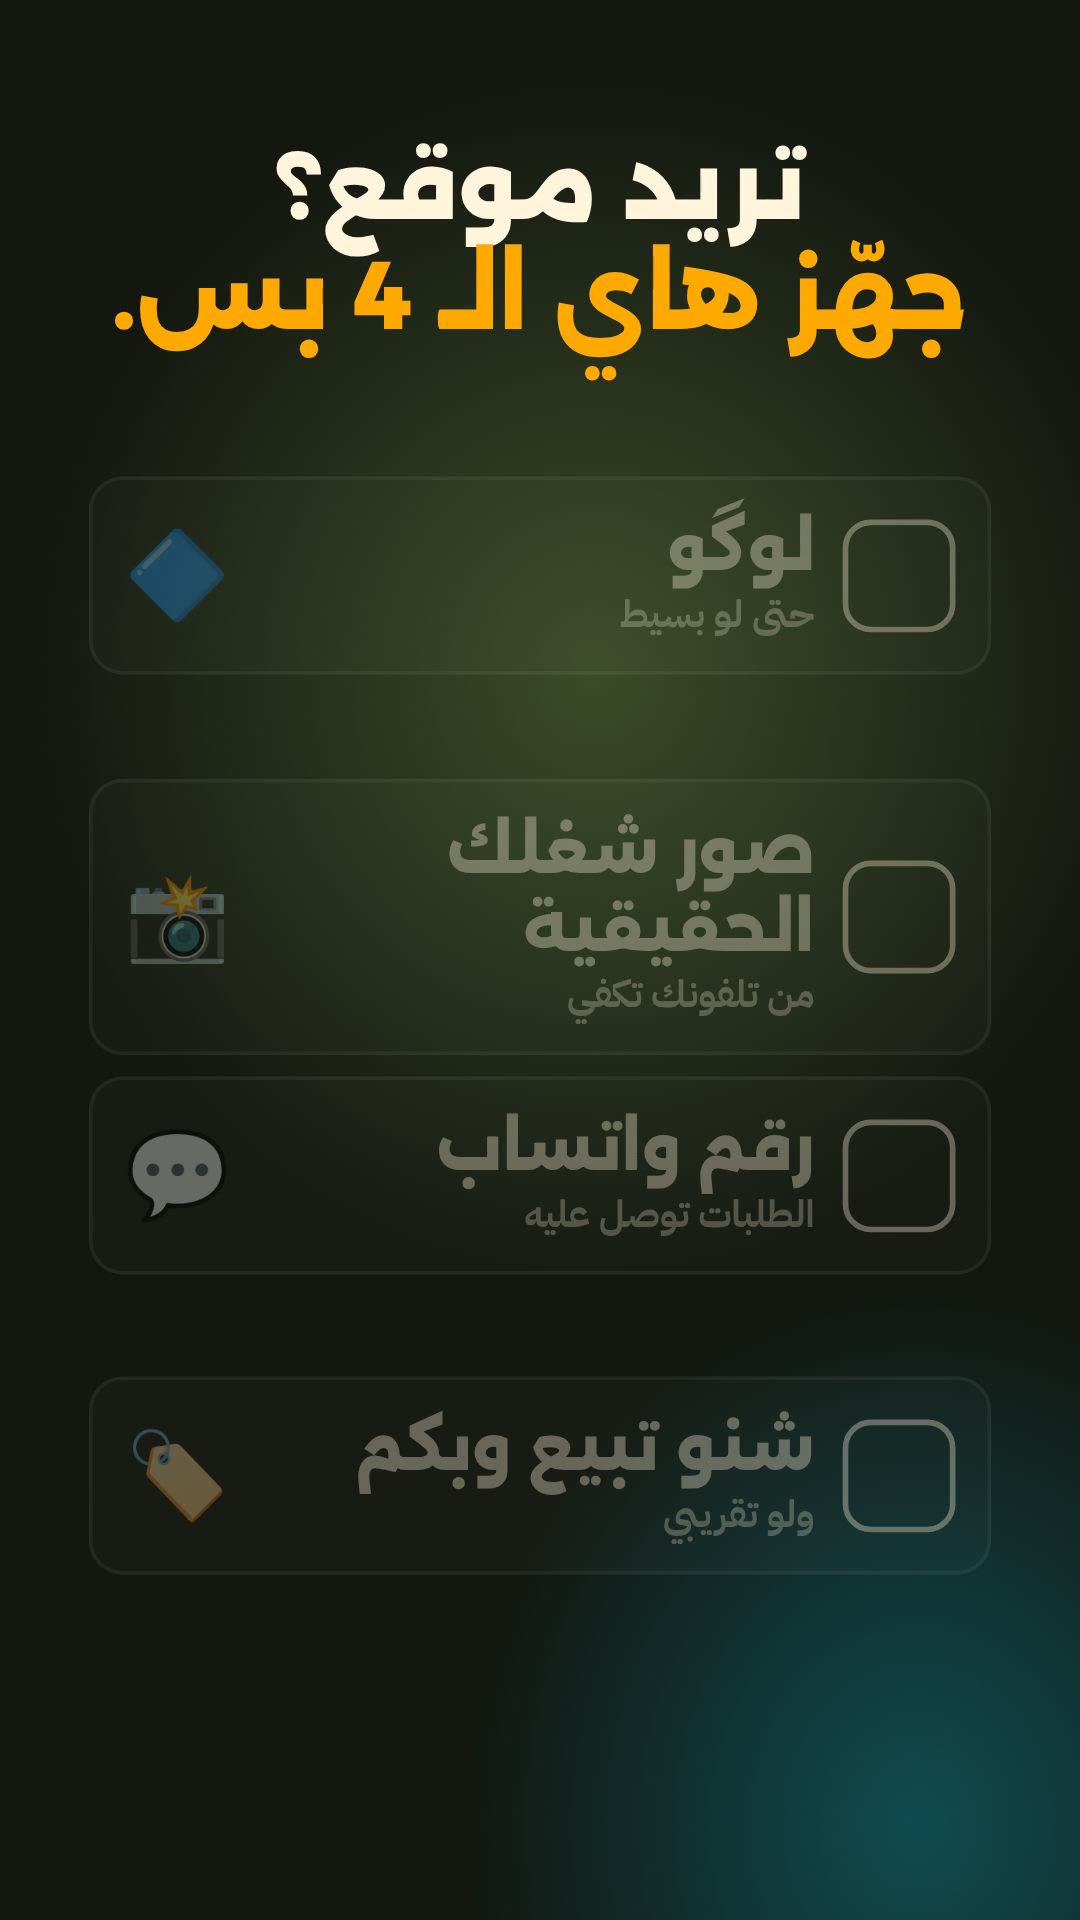 تريد موقع؟
جهّز هاي الـ 4 بس.
لوگو
حتى لو بسيط
صور شغلك
الحقيقية
من تلفونك تكفي
رقم واتساب
الطلبات توصل عليه
شنو تبيع وبكم
ولو تقريبي